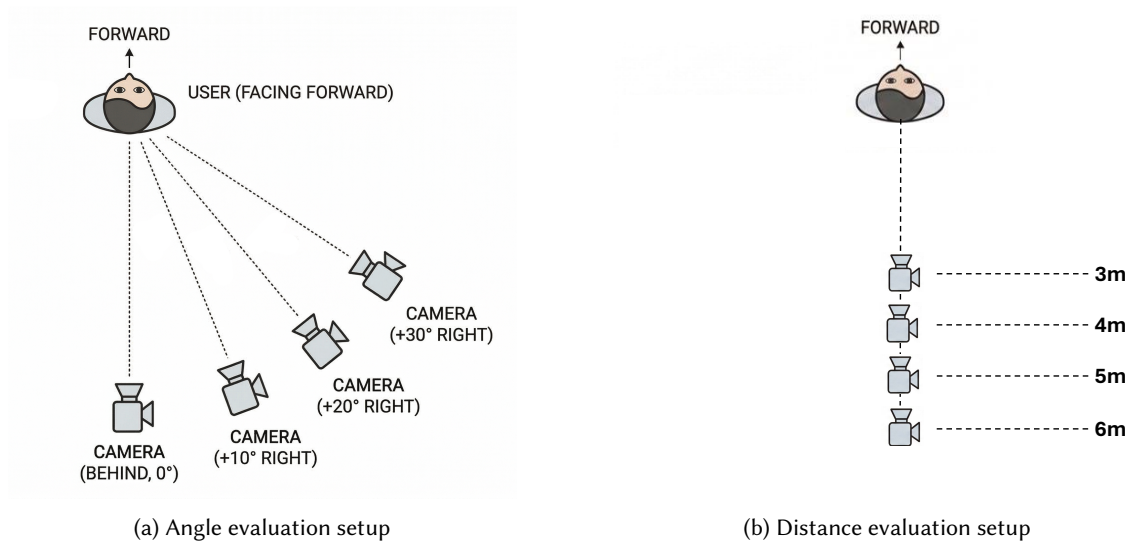 FORWARD
USER (FACING FORWARD)
CAMERA
(+30° RIGHT)
CAMERA
(+20° RIGHT)
CAMERA
(+10° RIGHT)
CAMERA
(BEHIND, 0°)
(a) Angle evaluation setup
FORWARD
3m
4m
5m
6m
(b) Distance evaluation setup